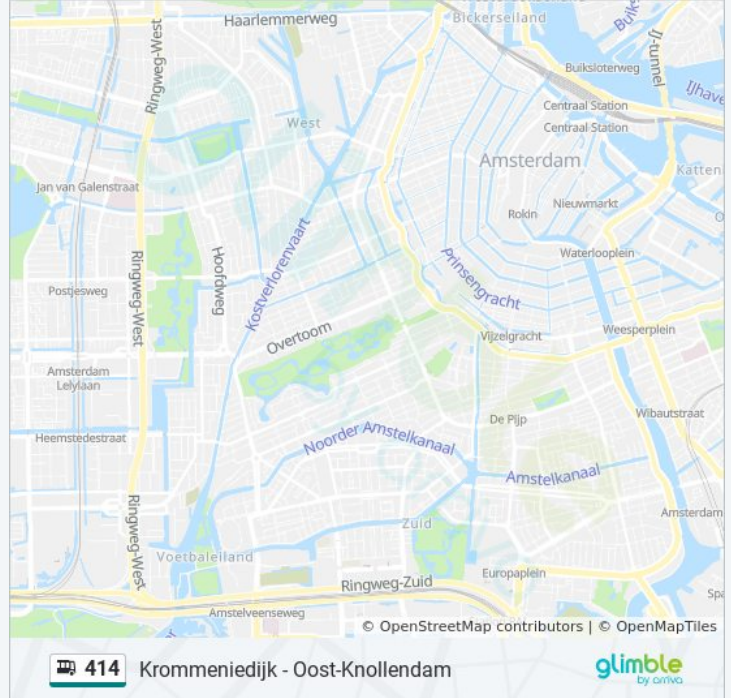 Haarlemmerweg
Bickerseiland
Buiks
IJ-tunnel
Ringweg-West
Buiksloterweg
IJhave
Centraal Station
West
Centraal Station
Amsterdam
Katten
Jan van Galenstraat
Nieuwmarkt
Rokin
O
Kostverlorenvaart
Waterlooplein
Hoofdweg
Prinsengracht
Ringweg-West
Postjesweg
Overtoom
Vijzelgracht
Weesperplein
Amsterdam
Lelylaan
Wibautstraat
De Pijp
Heemstedestraat
Noorder Amstelkanaal
Amstelkanaal
Ringweg-West
Amsterdam
Zuid
Voetbaleiland
Europaplein
Ringweg-Zuid
Spa
Amstelveenseweg
© OpenStreetMap contributors | © OpenMapTiles
414 Krommeniedijk - Oost-Knollendam
glimble
by arriva